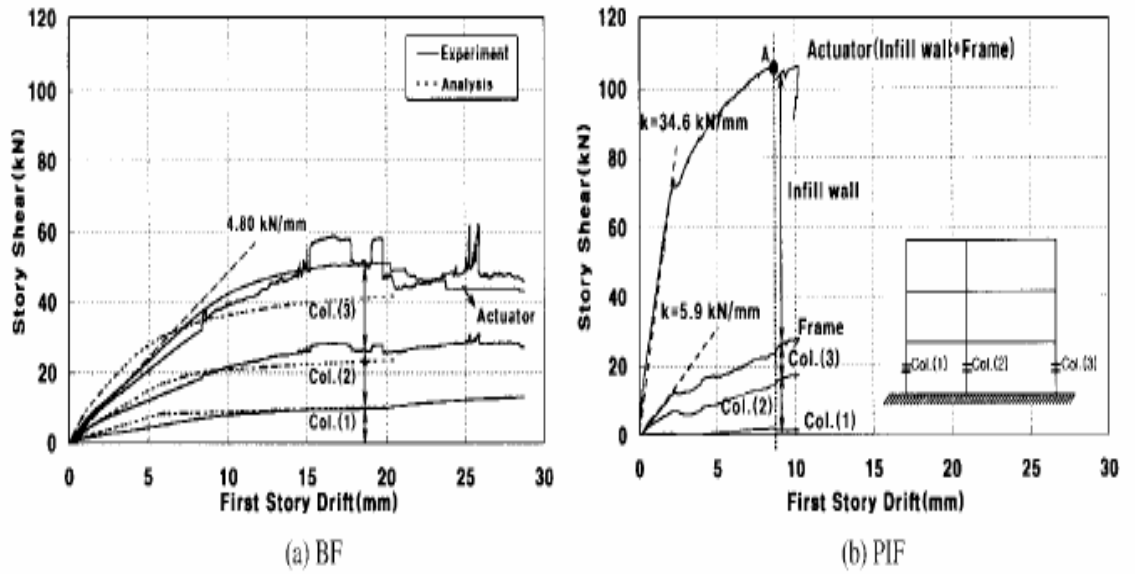 120
100
80
60
40
20
0
Story Shear(kN)
Experiment
Analysis
4.80 kN/mm
Col.(3)
Actuator
Col.(2)
Col.(1)
0 5 10 15 20 25 30
First Story Drift(mm)
(a) BF
120
100
80
60
40
20
0
Story Shear(kN)
A
Actuator(Infill wall+Frame)
k=34.6 kN/mm
Infill wall
k=5.9 kN/mm
Frame
Col.(3)
Col.(2)
Col.(1)
Col.(1) Col.(2) Col.(3)
0 5 10 15 20 25 30
First Story Drift(mm)
(b) PIF